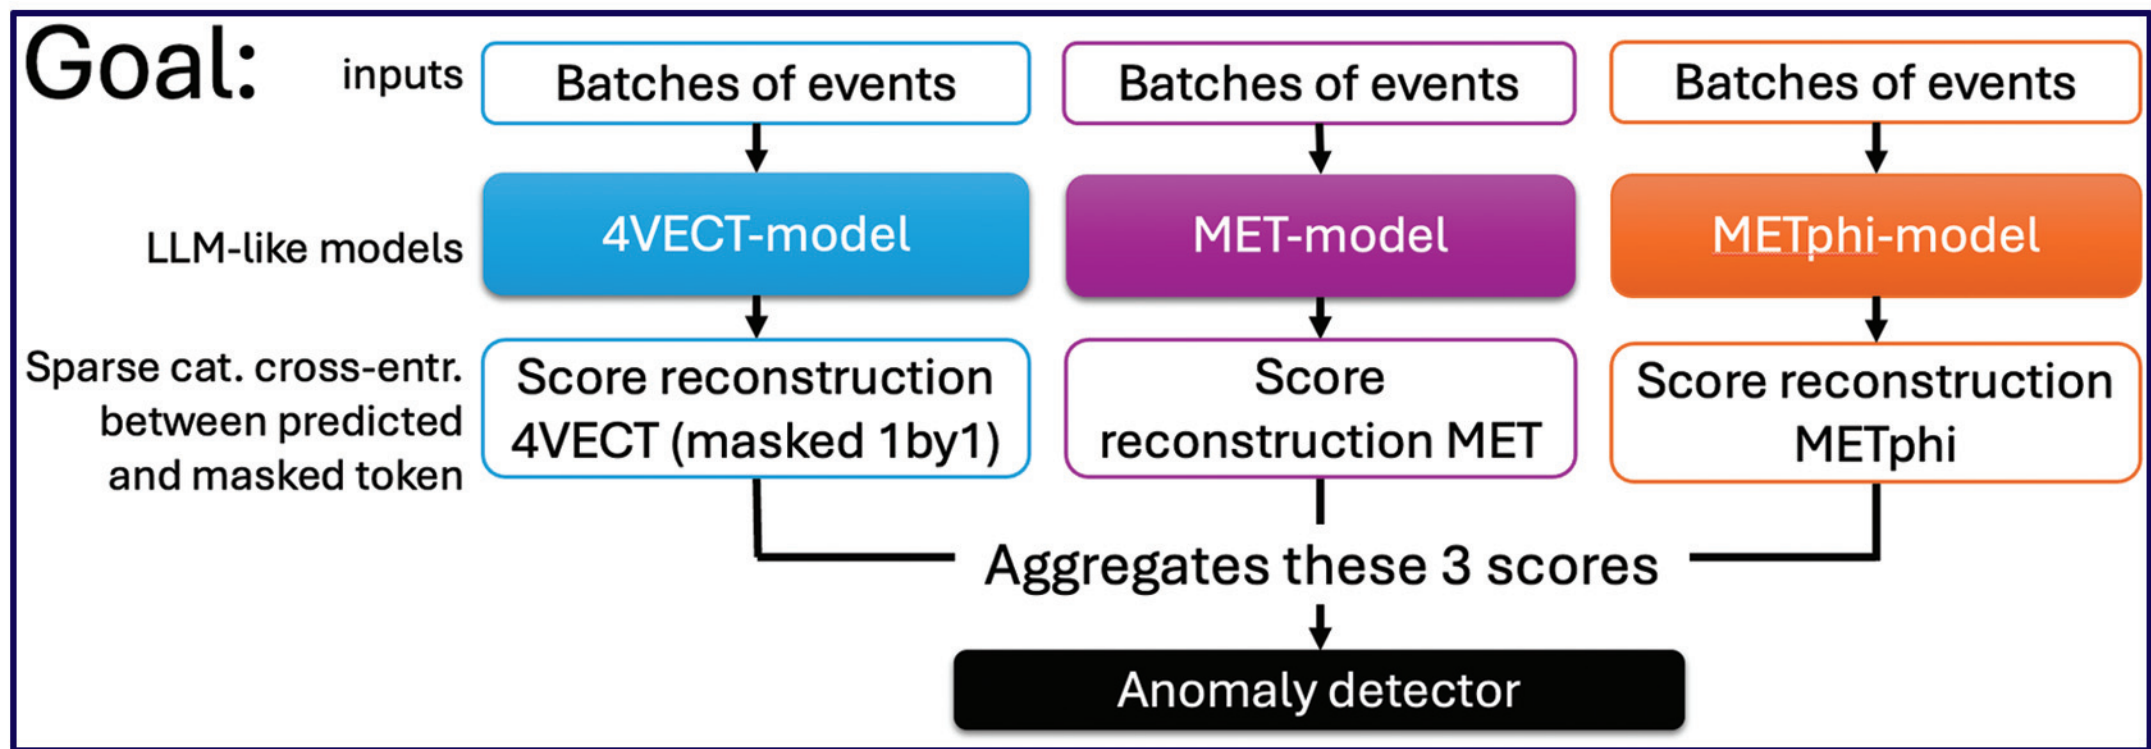 Goal:
inputs
Batches of events
Batches of events
Batches of events
LLM-like models
4VECT-model
MET-model
METphi-model
Sparse cat. cross-entr.
between predicted
and masked token
Score reconstruction
4VECT (masked 1by1)
Score
reconstruction MET
Score reconstruction
METphi
Aggregates these 3 scores
Anomaly detector